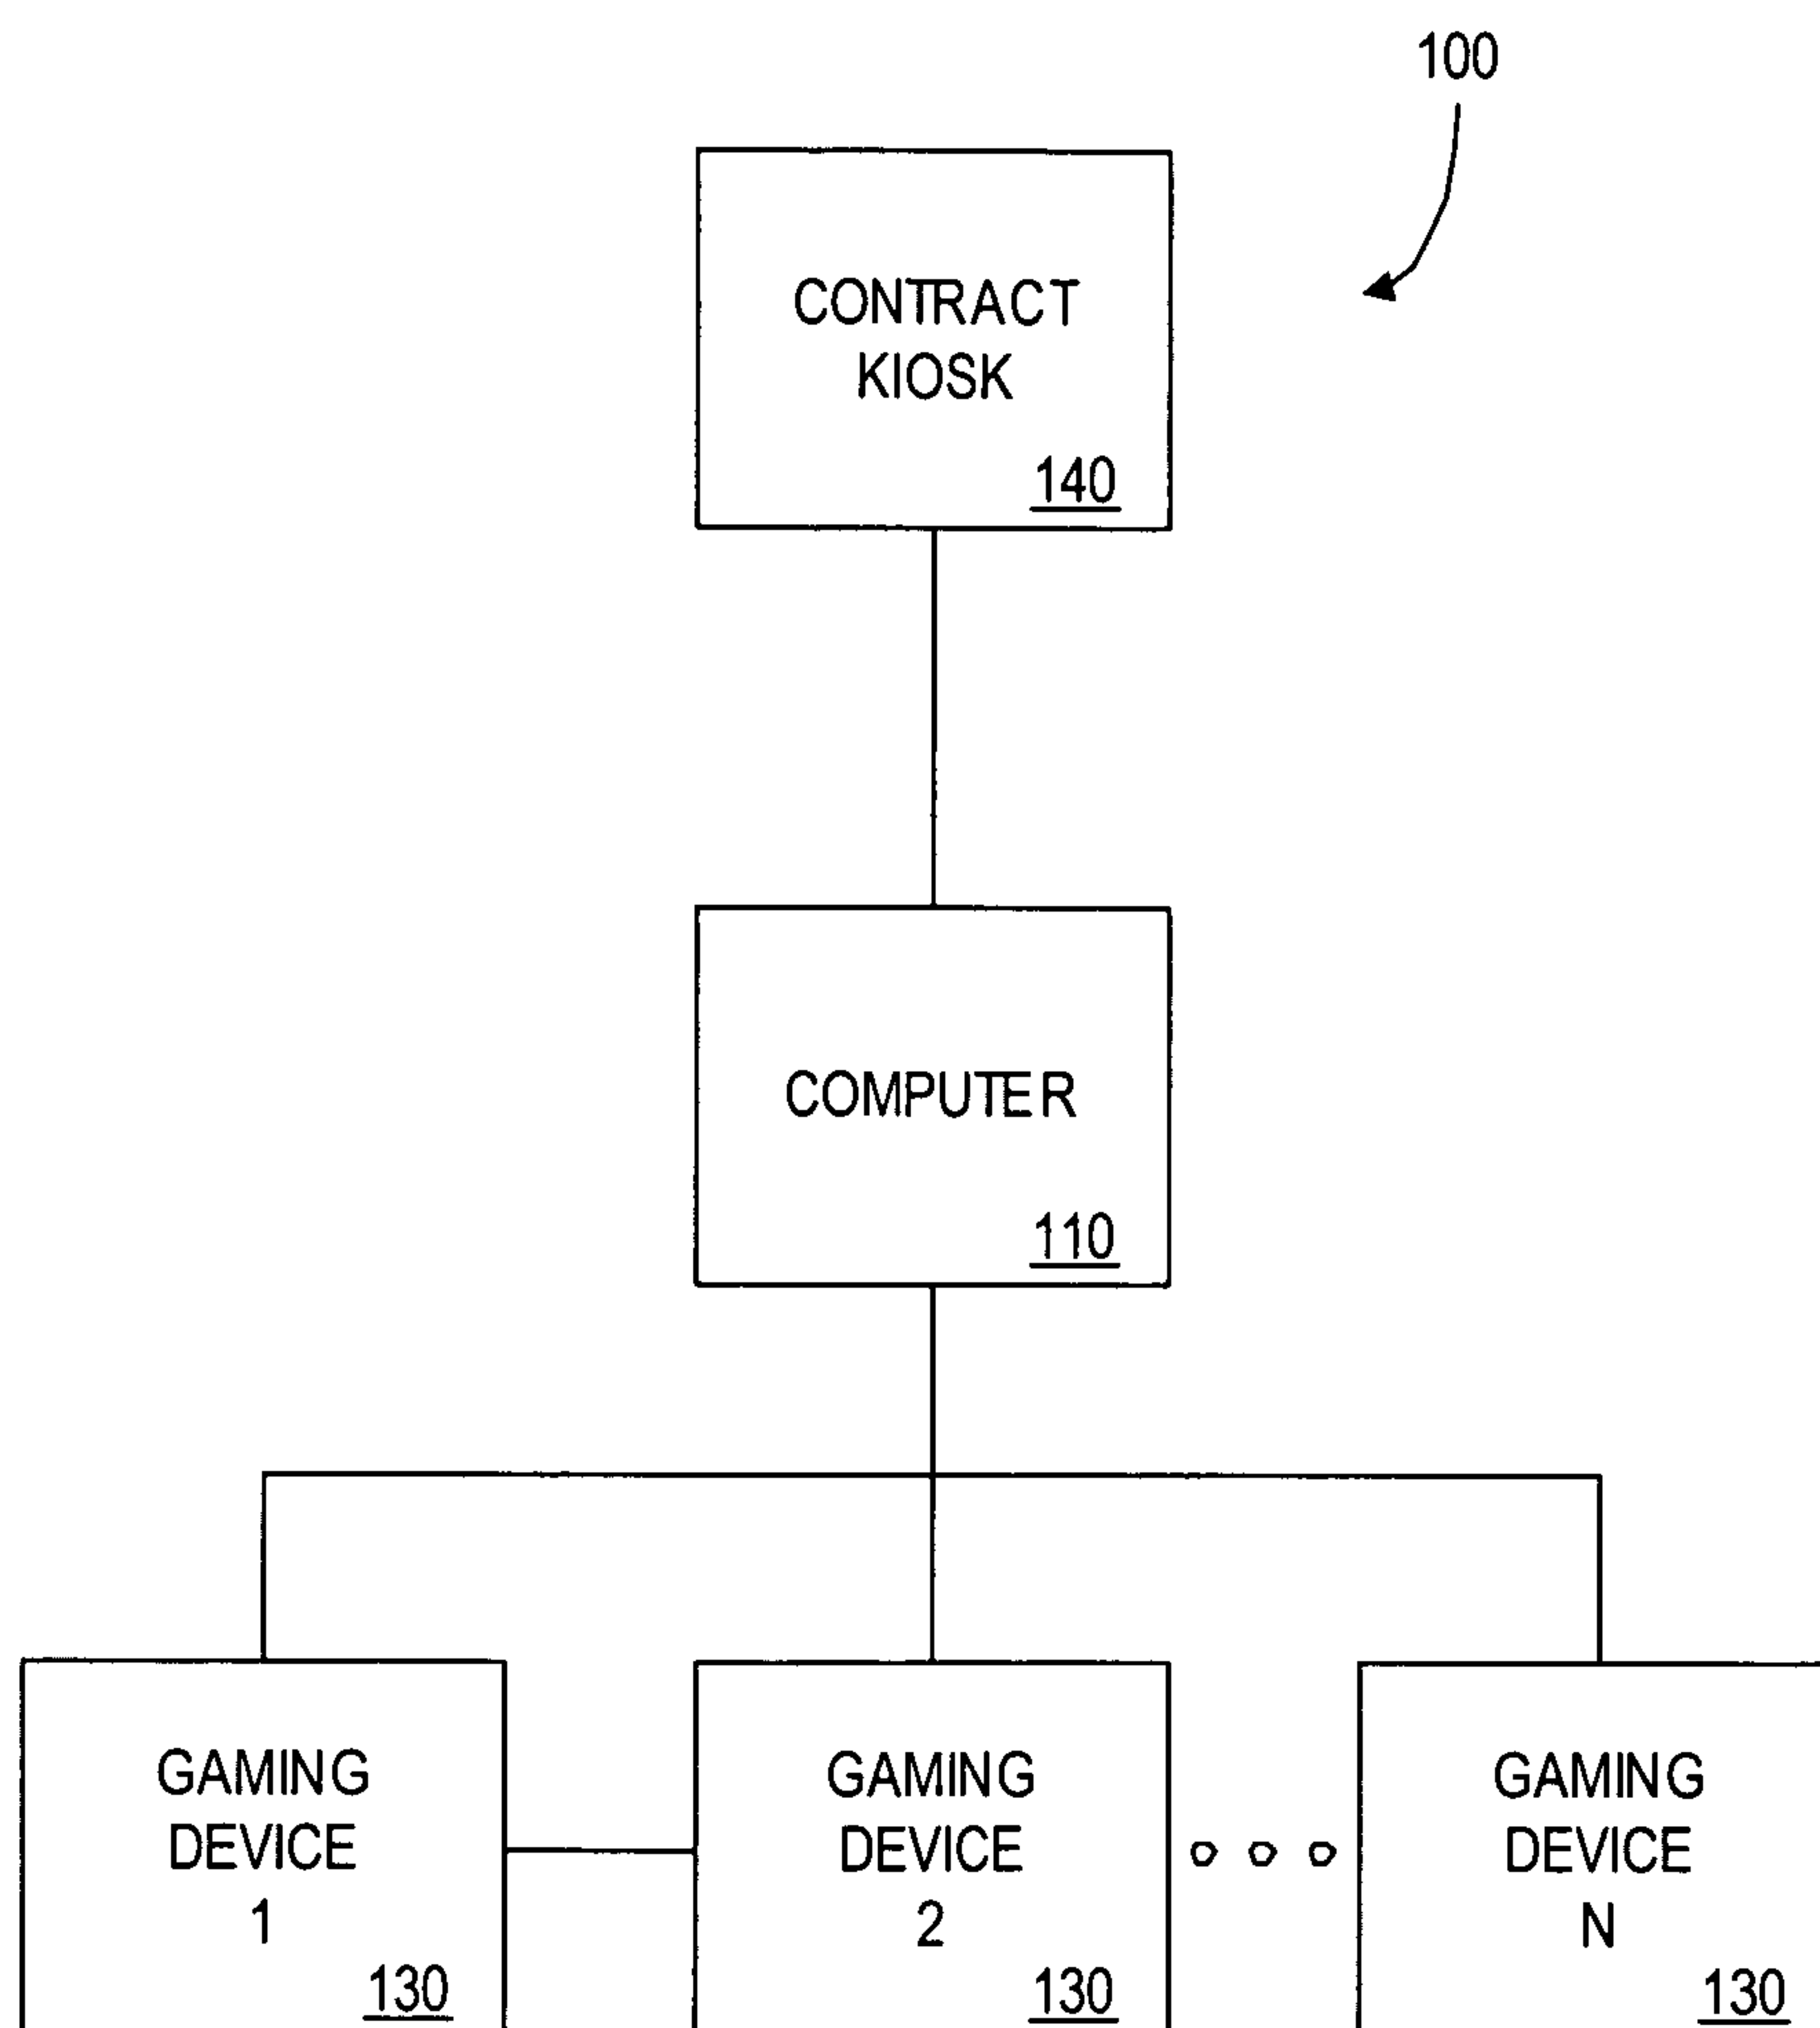 100
CONTRACT
KIOSK
140
COMPUTER
110
GAMING
DEVICE
1
130
GAMING
DEVICE
2
130
GAMING
DEVICE
N
130